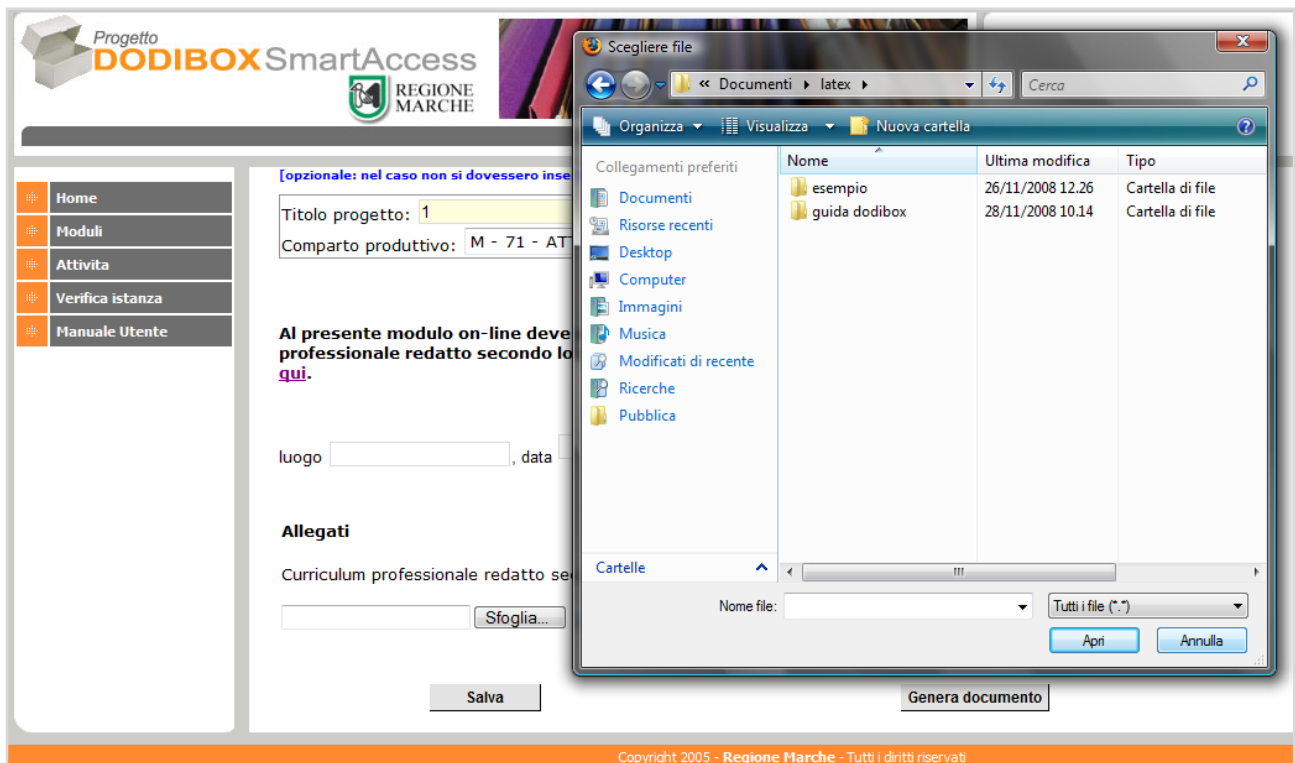 Progetto
DODIBOX SmartAccess
REGIONE
MARCHE
Home
Moduli
Attivita
Verifica istanza
Manuale Utente
[opzionale: nel caso non si dovessero inse
Titolo progetto: 1
Comparto produttivo: M - 71 - AT
Al presente modulo on-line deve
professionale redatto secondo lo
qui.
luogo , data
Allegati
Curriculum professionale redatto se
Sfoglia...
Salva
Genera documento
Scegliere file
« Documenti latex
Cerca
Organizza Visualizza Nuova cartella
Collegamenti preferiti
Documenti
Risorse recenti
Desktop
Computer
Immagini
Musica
Modificati di recente
Ricerche
Pubblica
Cartelle
Nome Ultima modifica Tipo
esempio 26/11/2008 12.26 Cartella di file
guida dodibox 28/11/2008 10.14 Cartella di file
Nome file:
Tutti i file (*.*)
Apri Annulla
Copyright 2005 - Regione Marche - Tutti i diritti riservati